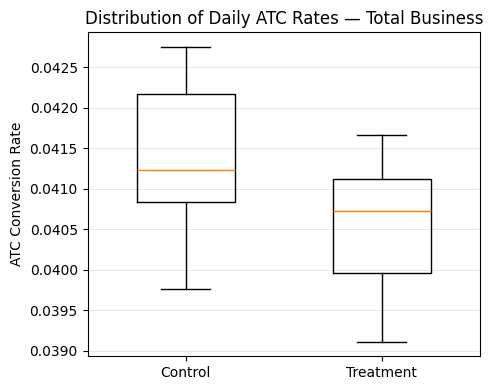 Distribution of Daily ATC Rates — Total Business
ATC Conversion Rate
0.0425
0.0420
0.0415
0.0410
0.0405
0.0400
0.0395
0.0390
Control
Treatment